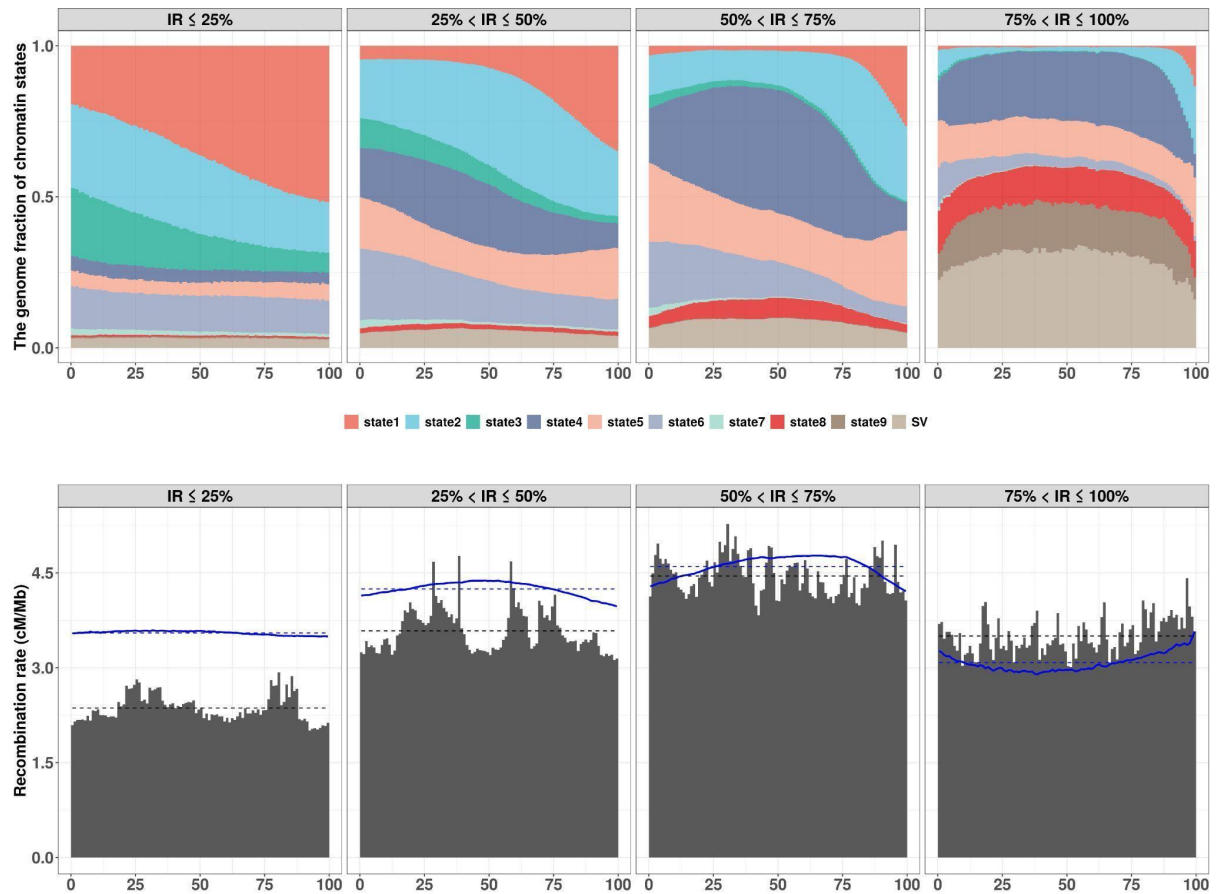 IR ≤ 25%
25% < IR ≤ 50%
50% < IR ≤ 75%
75% < IR ≤ 100%
The genome fraction of chromatin states
1.0
0.5
0.0
0 25 50 75 100
0 25 50 75 100
0 25 50 75 100
0 25 50 75 100
state1 state2 state3 state4 state5 state6 state7 state8 state9 SV
IR ≤ 25%
25% < IR ≤ 50%
50% < IR ≤ 75%
75% < IR ≤ 100%
Recombination rate (cM/Mb)
4.5
3.0
1.5
0.0
0 25 50 75 100
0 25 50 75 100
0 25 50 75 100
0 25 50 75 100